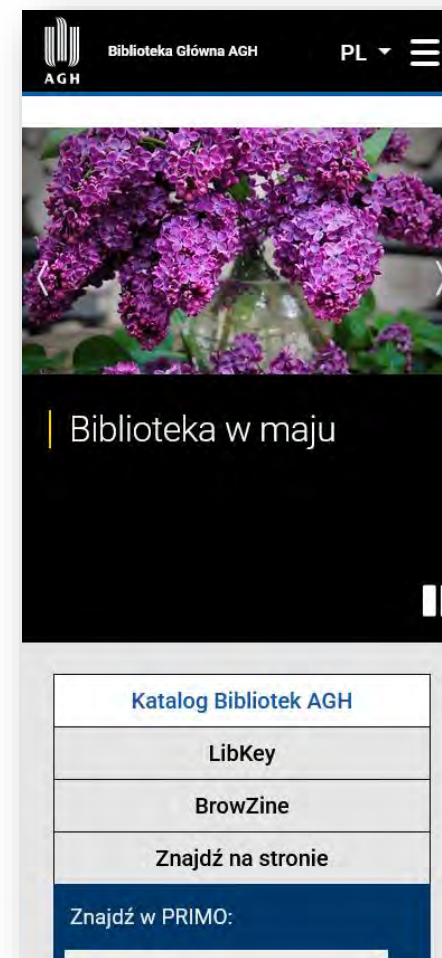 AGH
Biblioteka Główna AGH
PL
Biblioteka w maju
Katalog Bibliotek AGH
LibKey
BrowZine
Znajdź na stronie
Znajdź w PRIMO: